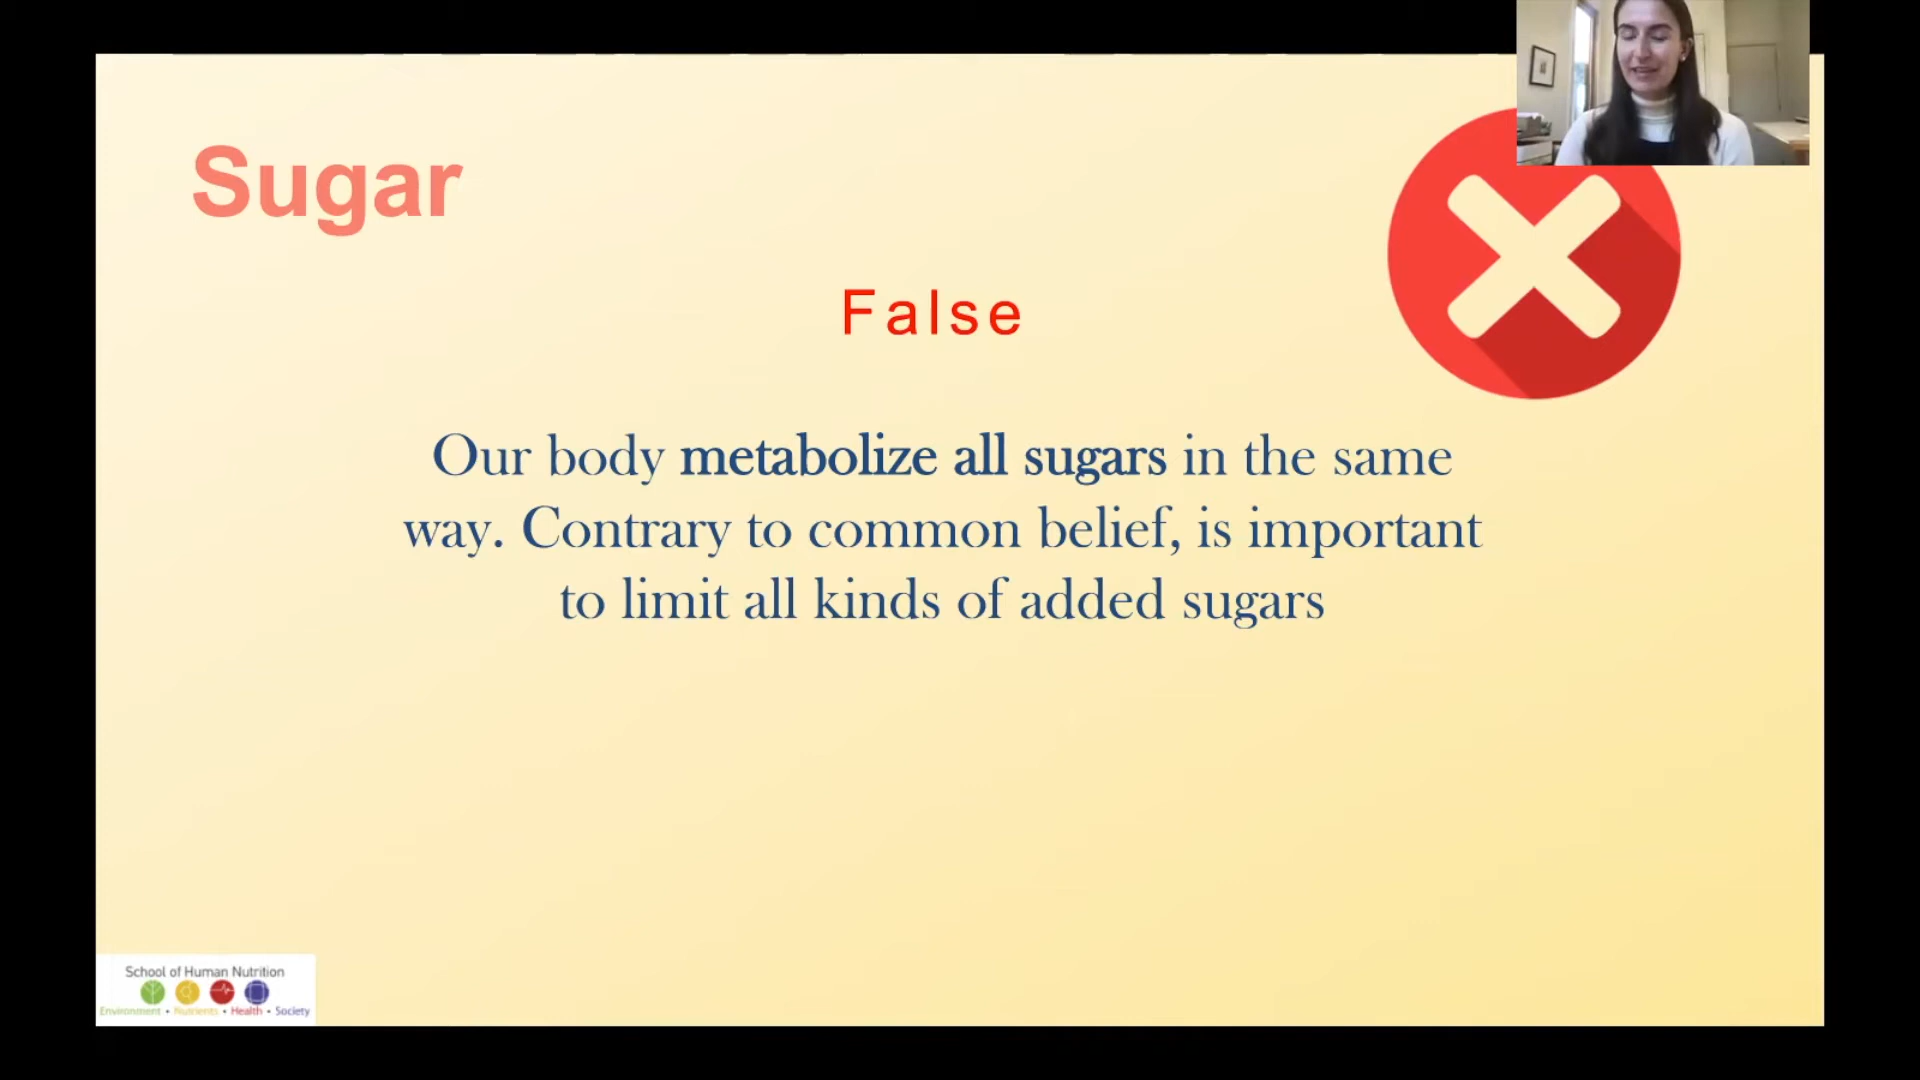 Sugar
False
Our body metabolize all sugars in the same
way. Contrary to common belief, is important
to limit all kinds of added sugars
School of Human Nutrition
Environment • Nutrients • Health • Society